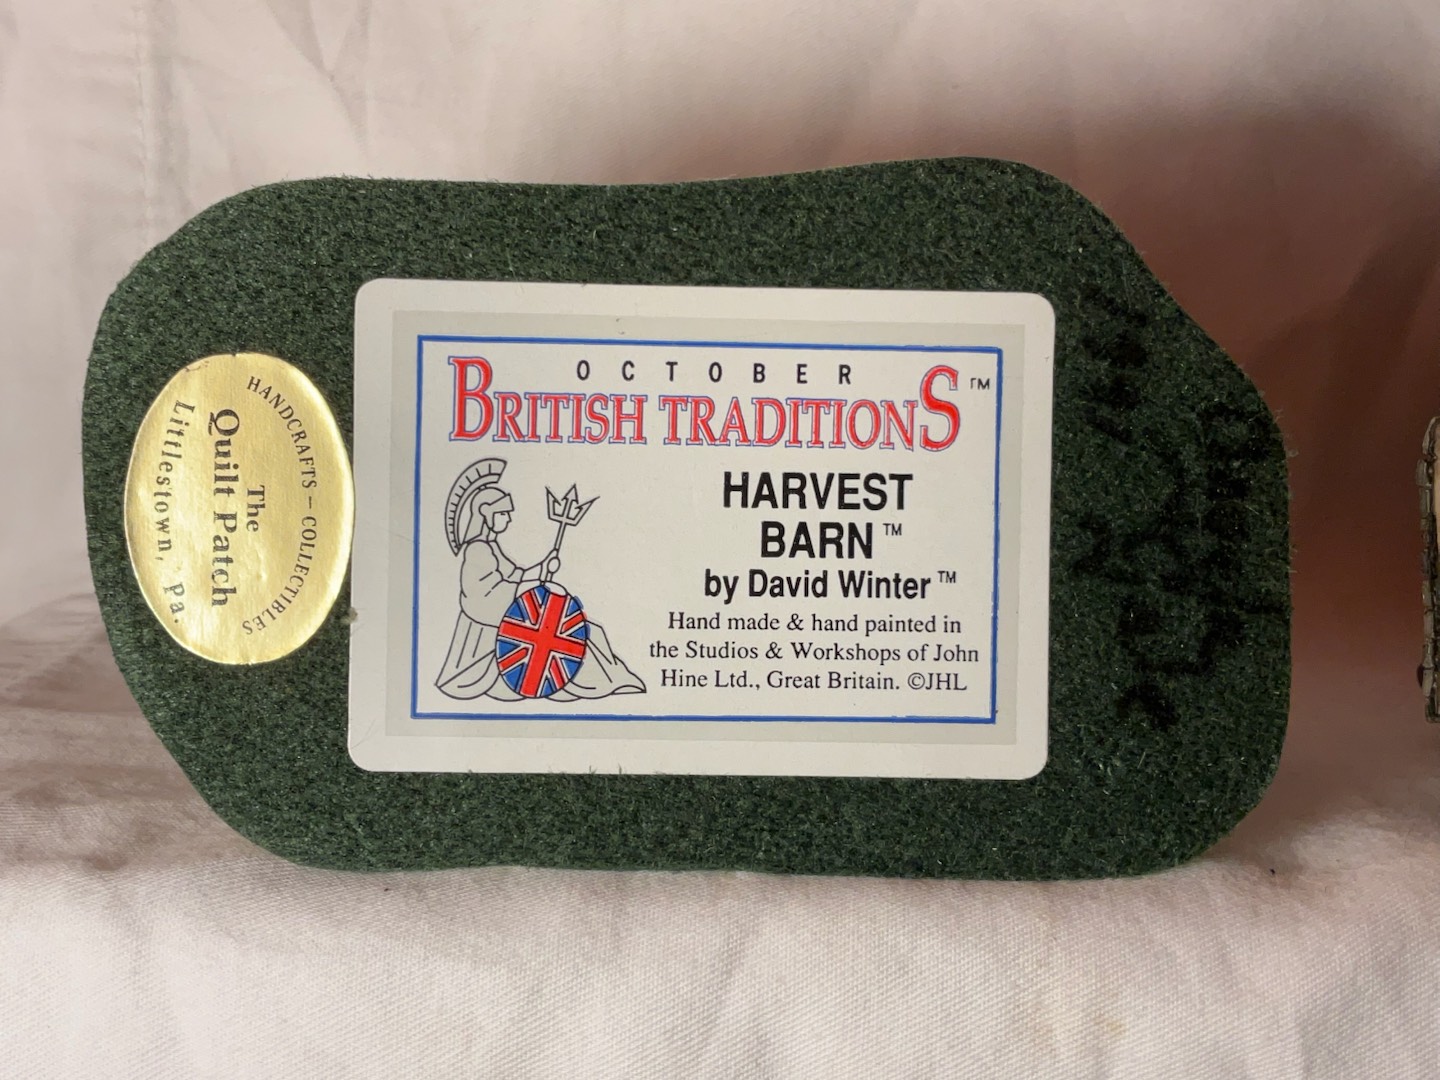 HANDCRAFTS – COLLECTIBLES
The
Quilt Patch
Littlestown, Pa.
OCTOBER
BRITISH TRADITIONS™
HARVEST
BARN™
by David Winter™
Hand made & hand painted in
the Studios & Workshops of John
Hine Ltd., Great Britain. ©JHL